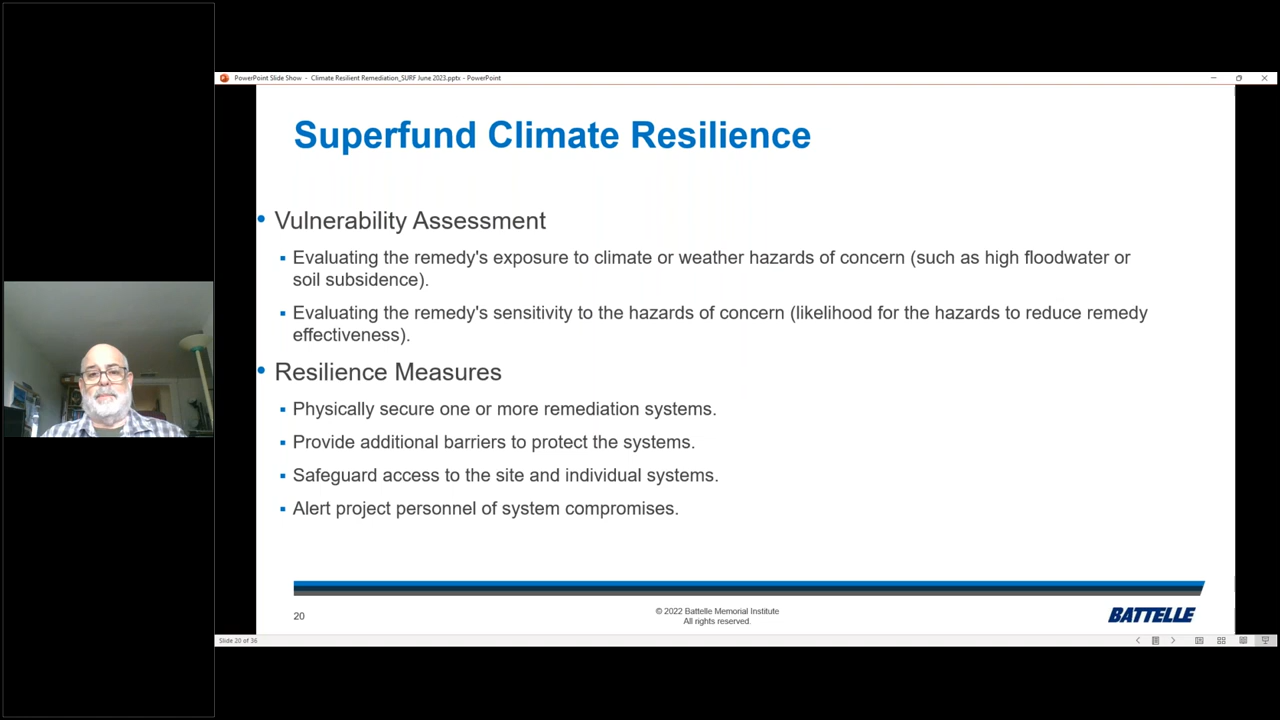 PowerPoint Slide Show - Climate Resilient Remediation_SURF June 2023.pptx - PowerPoint
Superfund Climate Resilience
• Vulnerability Assessment
▪ Evaluating the remedy's exposure to climate or weather hazards of concern (such as high floodwater or
soil subsidence).
▪ Evaluating the remedy's sensitivity to the hazards of concern (likelihood for the hazards to reduce remedy
effectiveness).
• Resilience Measures
▪ Physically secure one or more remediation systems.
▪ Provide additional barriers to protect the systems.
▪ Safeguard access to the site and individual systems.
▪ Alert project personnel of system compromises.
20
© 2022 Battelle Memorial Institute
All rights reserved.
BATTELLE
Slide 20 of 36